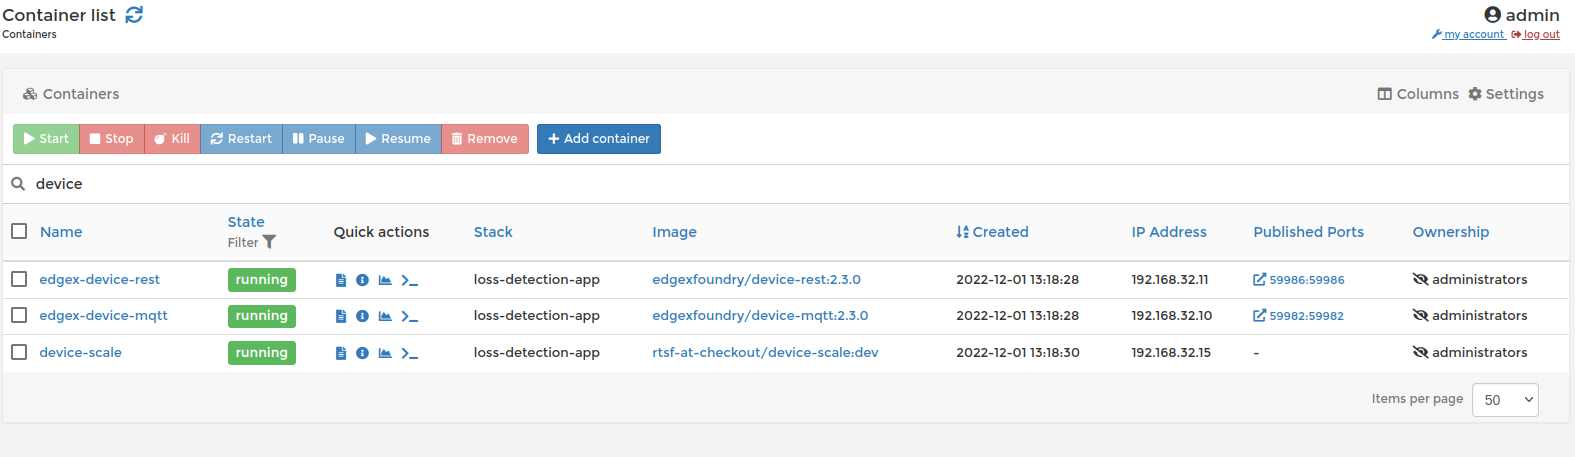 Container list
Containers
admin
my account log out
Containers
Columns Settings
Start Stop Kill Restart Pause Resume Remove Add container
device
Name State Filter Quick actions Stack Image Created IP Address Published Ports Ownership
edgex-device-rest running loss-detection-app edgexfoundry/device-rest:2.3.0 2022-12-01 13:18:28 192.168.32.11 59986:59986 administrators
edgex-device-mqtt running loss-detection-app edgexfoundry/device-mqtt:2.3.0 2022-12-01 13:18:28 192.168.32.10 59982:59982 administrators
device-scale running loss-detection-app rtsf-at-checkout/device-scale:dev 2022-12-01 13:18:30 192.168.32.15 - administrators
Items per page 50